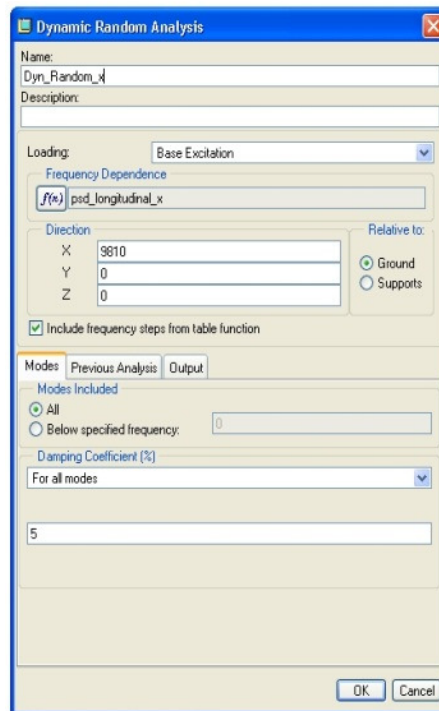 Dynamic Random Analysis
Name:
Dyn_Random_x
Description:
Loading: Base Excitation
Frequency Dependence
f(n) psd_longitudinal_x
Direction Relative to:
X 9810
Y 0
Z 0
Ground
Supports
Include frequency steps from table function
Modes Previous Analysis Output
Modes Included
All
Below specified frequency: 0
Damping Coefficient (%)
For all modes
5
OK Cancel